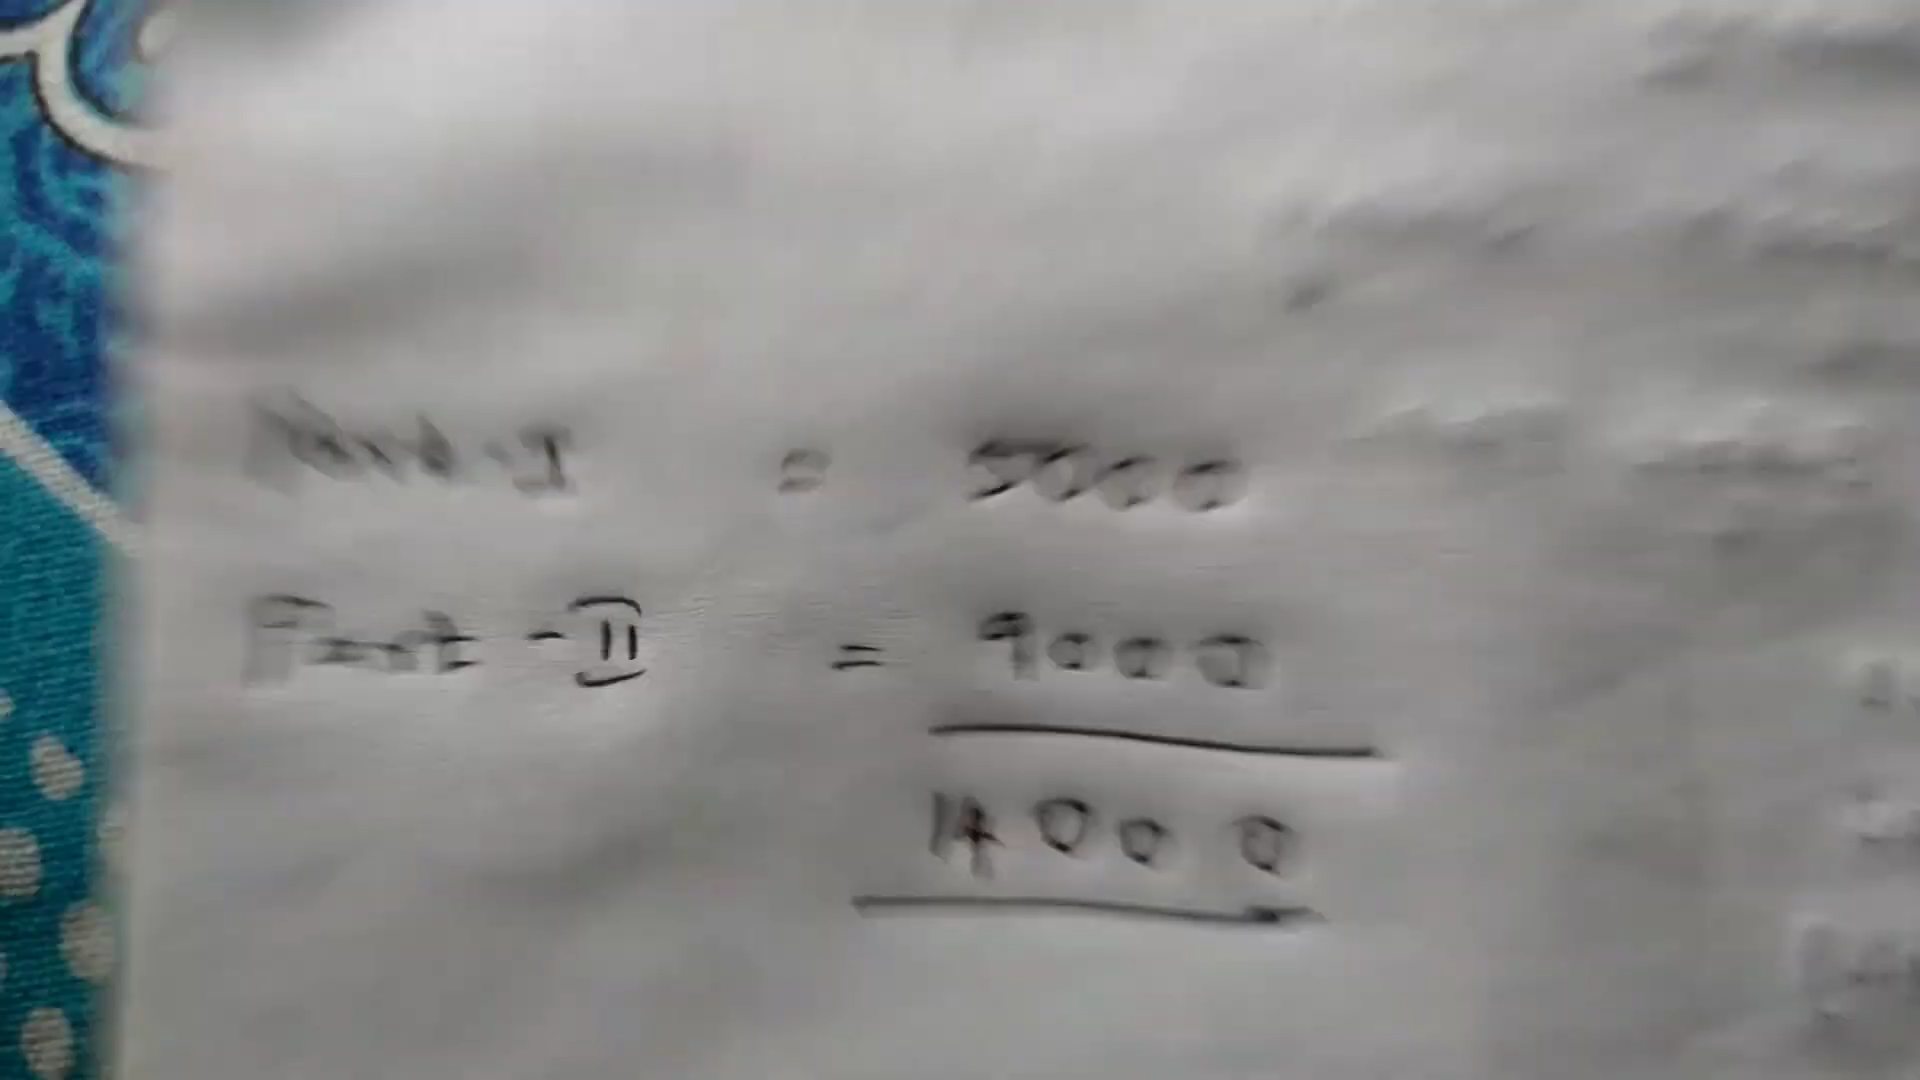 Part - I = 5000
Part - II = 9000
14000